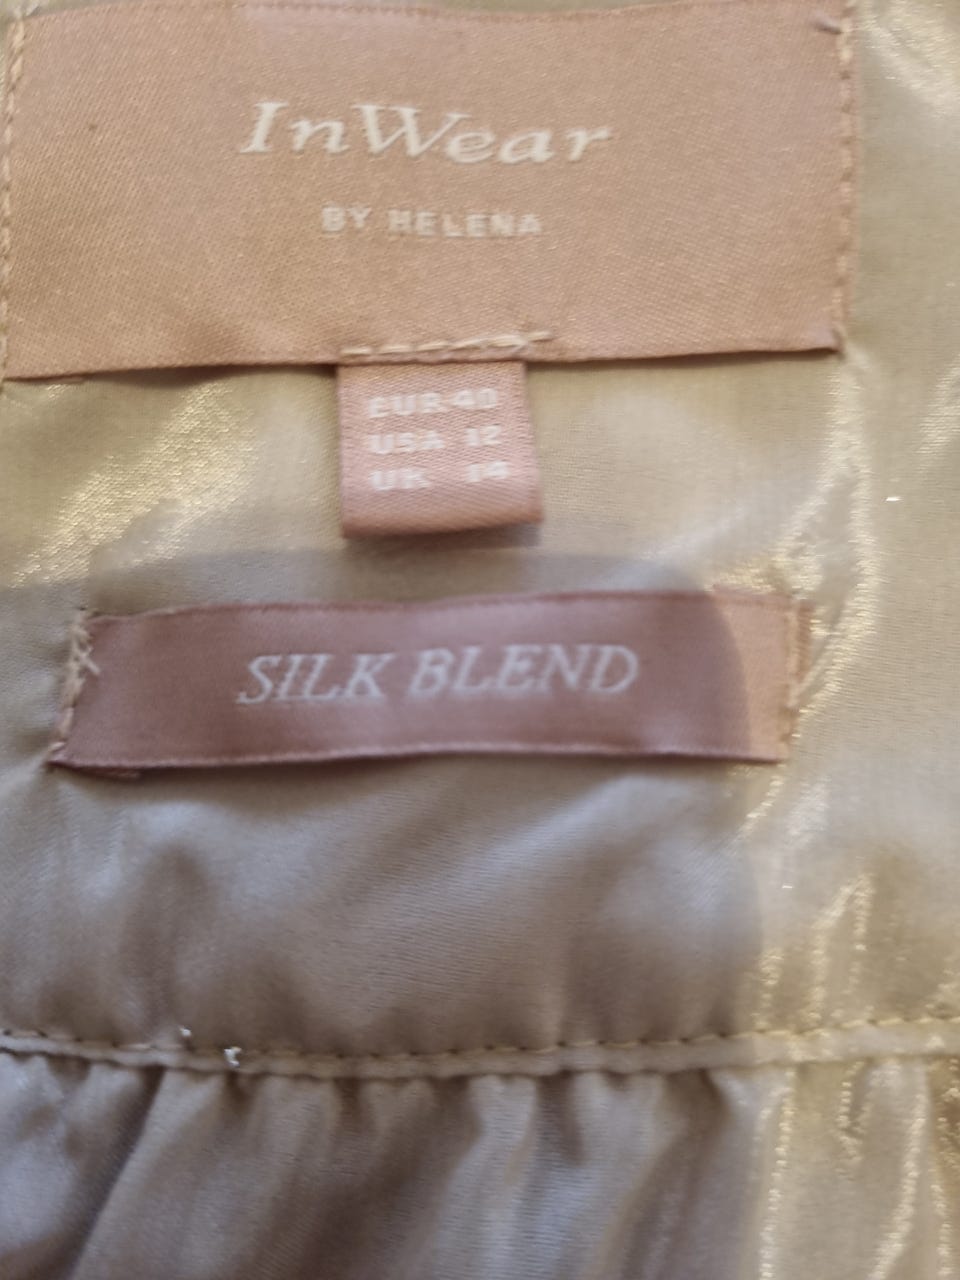 InWear
BY HELENA
EUR 40
USA 12
UK 14
SILK BLEND